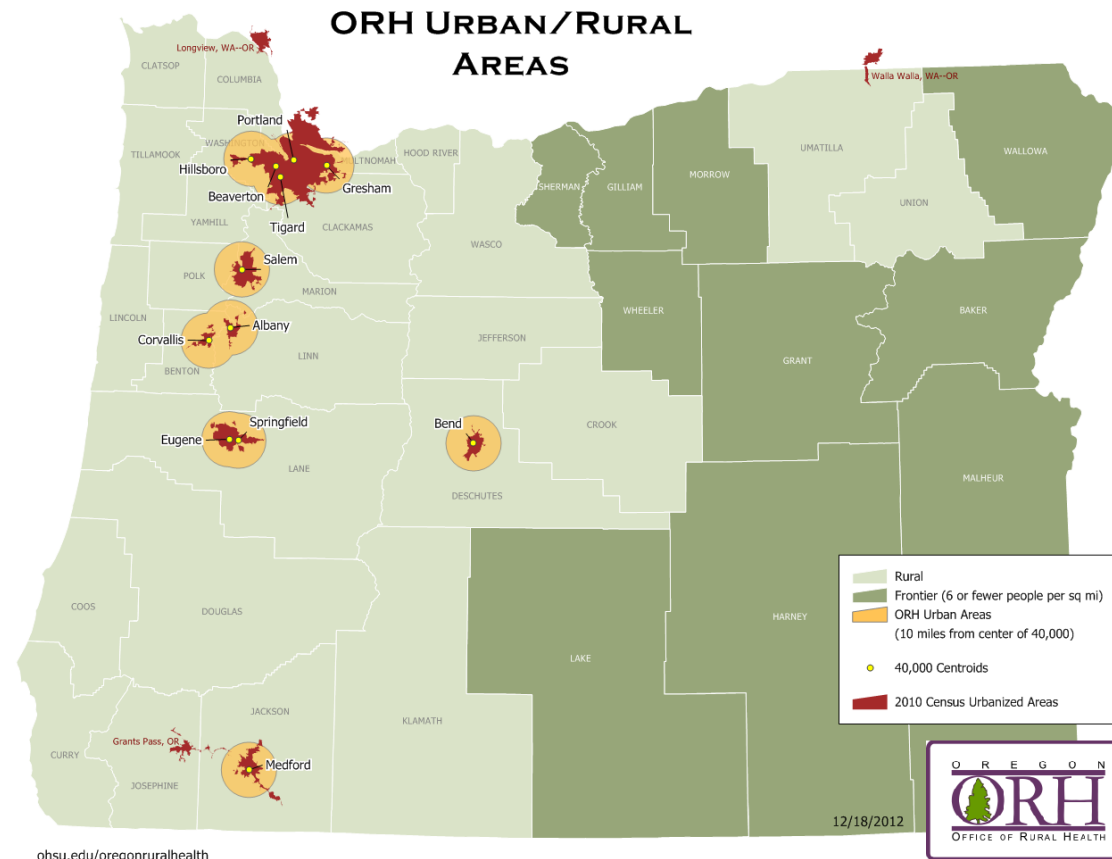 ORH URBAN/RURAL
AREAS
Longview, WA--OR
CLATSOP
COLUMBIA
Walla Walla, WA--OR
Portland
WASHINGTON
TILLAMOOK
MULTNOMAH
HOOD RIVER
UMATILLA
WALLOWA
Hillsboro
Gresham
SHERMAN
GILLIAM
MORROW
Beaverton
UNION
Tigard
YAMHILL
CLACKAMAS
WASCO
Salem
POLK
MARION
LINCOLN
Albany
WHEELER
BAKER
Corvallis
JEFFERSON
LINN
GRANT
BENTON
Springfield
Bend
CROOK
Eugene
LANE
MALHEUR
DESCHUTES
COOS
DOUGLAS
HARNEY
LAKE
Rural
Frontier (6 or fewer people per sq mi)
ORH Urban Areas
(10 miles from center of 40,000)
40,000 Centroids
2010 Census Urbanized Areas
JACKSON
KLAMATH
Grants Pass, OR
CURRY
Medford
JOSEPHINE
12/18/2012
OREGON
ORH
OFFICE OF RURAL HEALTH
ohsu.edu/oregonruralhealth